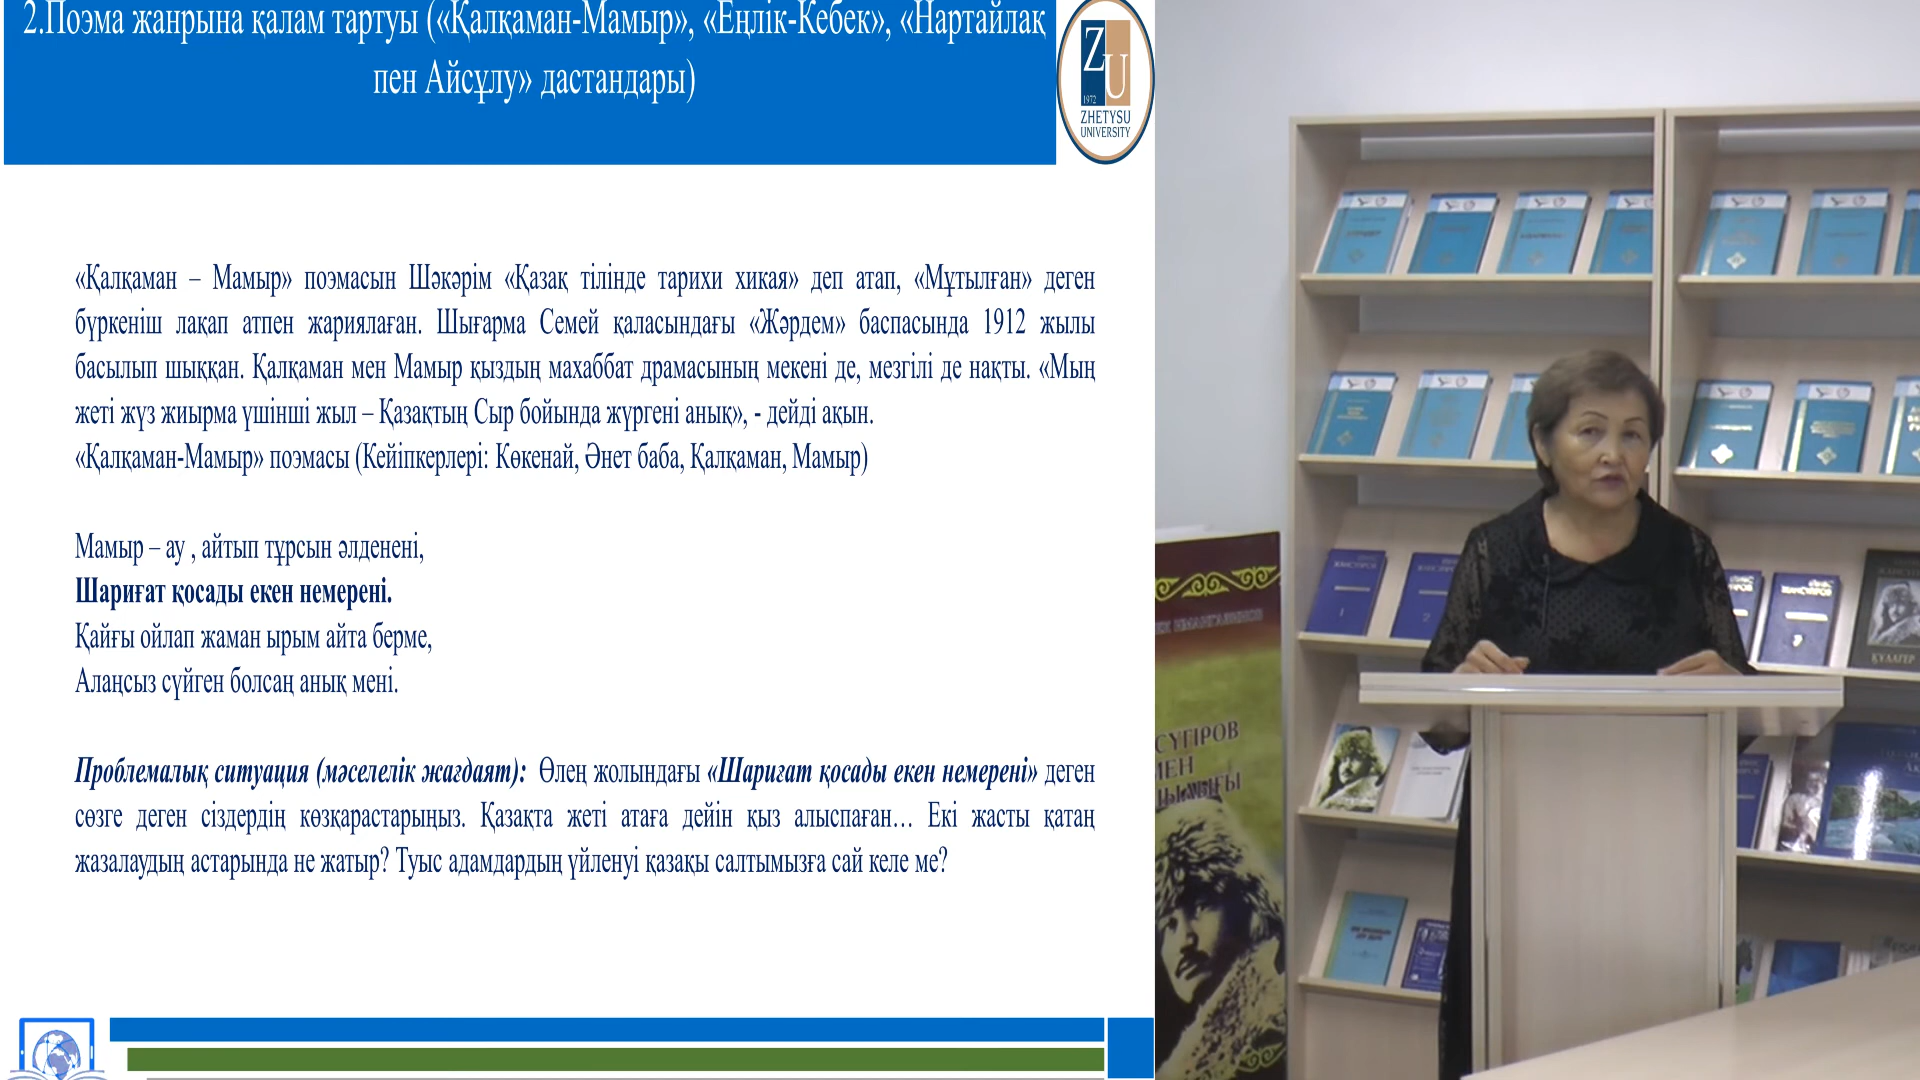 2.Поэма жанрына қалам тартуы («Қалқаман-Мамыр», «Еңлік-Кебек», «Нартайлақ
пен Айсұлу» дастандары)
ZU
1972
ZHETYSU
UNIVERSITY
«Қалқаман – Мамыр» поэмасын Шәкәрім «Қазақ тілінде тарихи хикая» деп атап, «Мұтылған» деген
бүркеніш лақап атпен жариялаған. Шығарма Семей қаласындағы «Жәрдем» баспасында 1912 жылы
басылып шыққан. Қалқаман мен Мамыр қыздың махаббат драмасының мекені де, мезгілі де нақты. «Мың
жеті жүз жиырма үшінші жыл – Қазақтың Сыр бойында жүргені анық», - дейді ақын.
«Қалқаман-Мамыр» поэмасы (Кейіпкерлері: Көкенай, Әнет баба, Қалқаман, Мамыр)
Мамыр – ау , айтып тұрсын әлденені,
Шариғат қосады екен немерені.
Қайғы ойлап жаман ырым айта берме,
Алаңсыз сүйген болсаң анық мені.
Проблемалық ситуация (мәселелік жағдаят): Өлең жолындағы «Шариғат қосады екен немерені» деген
сөзге деген сіздердің көзқарастарыңыз. Қазақта жеті атаға дейін қыз алыспаған… Екі жасты қатаң
жазалаудың астарында не жатыр? Туыс адамдардың үйленуі қазақы салтымызға сай келе ме?
СҮГІРОВ
МЕН
ҚҰЛАГЕР